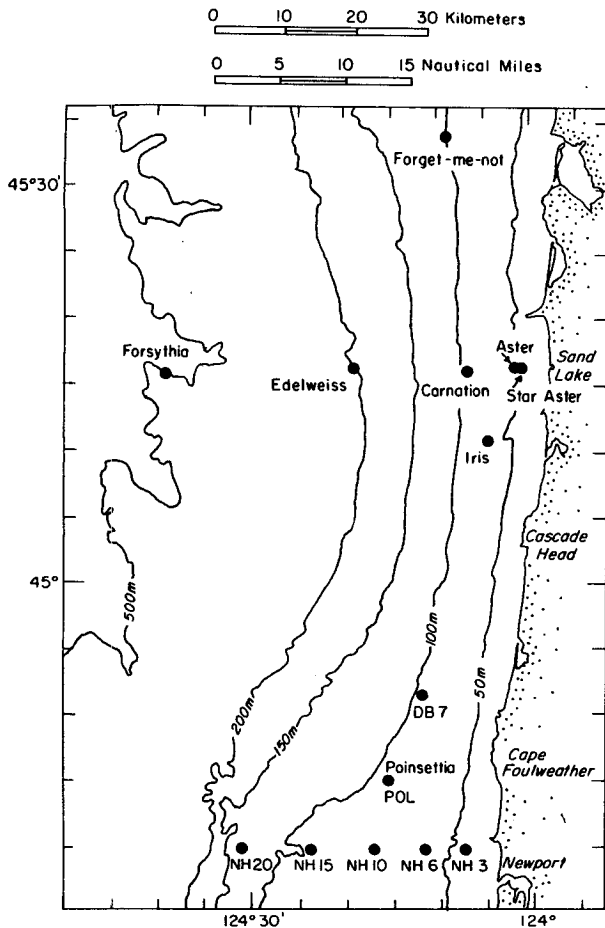 0 10 20 30 Kilometers
0 5 10 15 Nautical Miles
Forget-me-not
45°30'
Forsythia
Edelweiss
Carnation
Aster
Sand
Lake
Star Aster
Iris
Cascade
Head
45°
500m
200m
150m
100m
50m
DB 7
Poinsettia
POL
Cape
Foulweather
NH 20
NH 15
NH 10
NH 6
NH 3
Newport
124°30'
124°